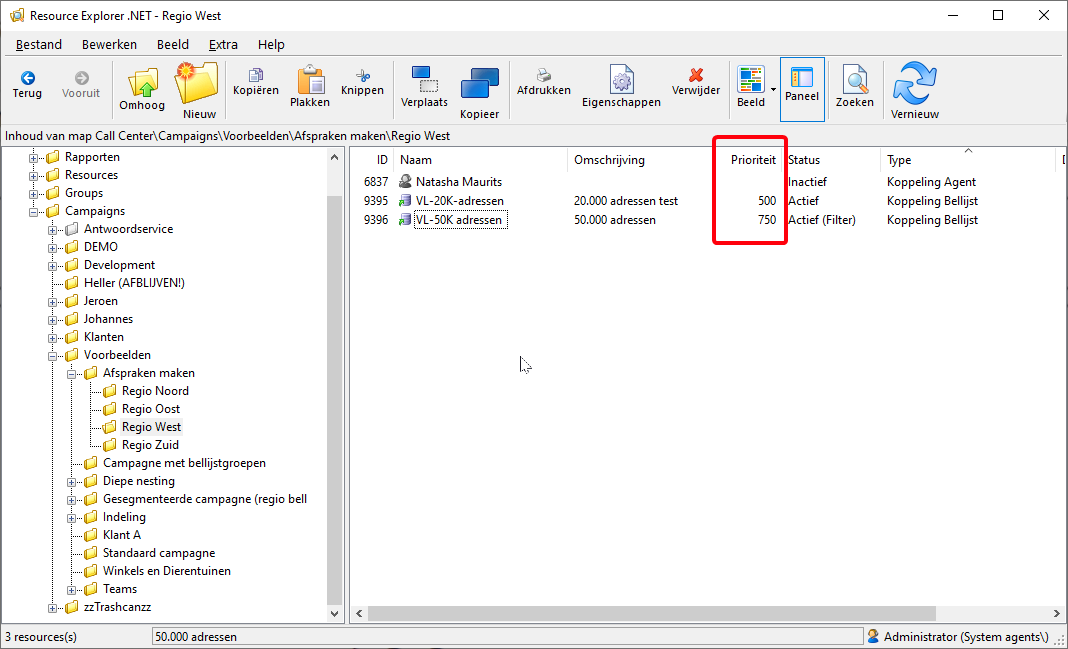 Resource Explorer .NET - Regio West
Bestand Bewerken Beeld Extra Help
Terug Vooruit Omhoog Nieuw Kopiëren Plakken Knippen Verplaats Kopieer Afdrukken Eigenschappen Verwijder Beeld Paneel Zoeken Vernieuw
Inhoud van map Call Center\Campaigns\Voorbeelden\Afspraken maken\Regio West
Rapporten
Resources
Groups
Campaigns
Antwoordservice
DEMO
Development
Heller (AFBLIJVEN!)
Jeroen
Johannes
Klanten
Voorbeelden
Afspraken maken
Regio Noord
Regio Oost
Regio West
Regio Zuid
Campagne met bellijstgroepen
Diepe nesting
Gesegmenteerde campagne (regio bell
Indeling
Klant A
Standaard campagne
Winkels en Dierentuinen
Teams
zzTrashcanzz
ID Naam Omschrijving Prioriteit Status Type
6837 Natasha Maurits Inactief Koppeling Agent
9395 VL-20K-adressen 20.000 adressen test 500 Actief Koppeling Bellijst
9396 VL-50K adressen 50.000 adressen 750 Actief (Filter) Koppeling Bellijst
3 resources(s) 50.000 adressen Administrator (System agents\)